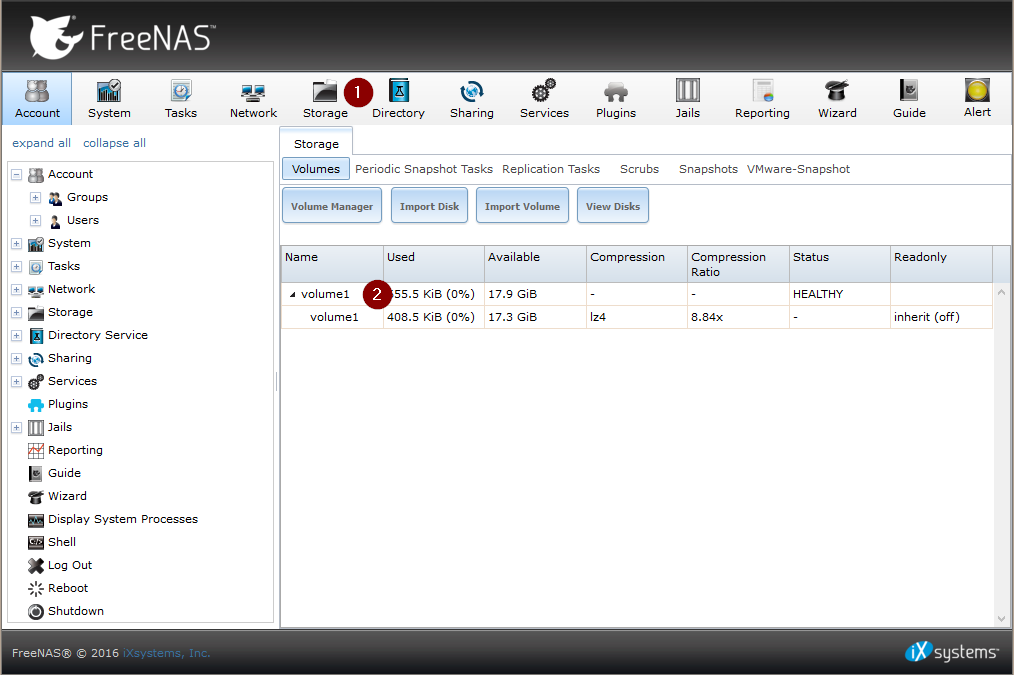 FreeNAS™
Account System Tasks Network Storage 1 Directory Sharing Services Plugins Jails Reporting Wizard Guide Alert
expand all collapse all
Account
Groups
Users
System
Tasks
Network
Storage
Directory Service
Sharing
Services
Plugins
Jails
Reporting
Guide
Wizard
Display System Processes
Shell
Log Out
Reboot
Shutdown
Storage
Volumes Periodic Snapshot Tasks Replication Tasks Scrubs Snapshots VMware-Snapshot
Volume Manager Import Disk Import Volume View Disks
Name Used Available Compression Compression Ratio Status Readonly
volume1 2 55.5 KiB (0%) 17.9 GiB - - HEALTHY
volume1 408.5 KiB (0%) 17.3 GiB lz4 8.84x - inherit (off)
FreeNAS® © 2016 iXsystems, Inc.
iXsystems